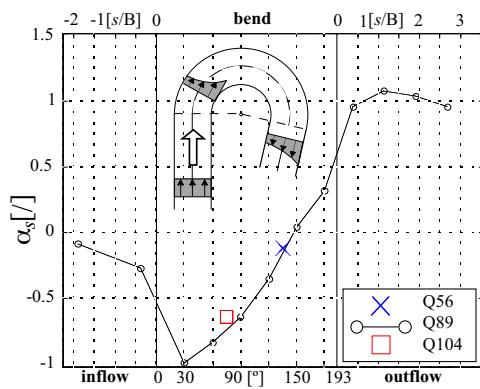 -2 -1[s/B] 0 bend 0 1[s/B] 2 3
1.5
1
0.5
0
-0.5
-1
αs[/]
Q56
Q89
Q104
inflow 0 30 90 [°] 150 193 outflow